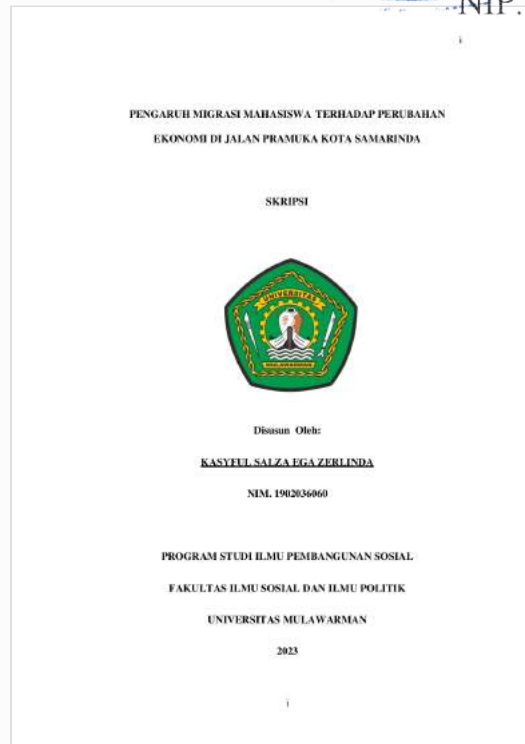 NIP.
i
PENGARUH MIGRASI MAHASISWA TERHADAP PERUBAHAN
EKONOMI DI JALAN PRAMUKA KOTA SAMARINDA
SKRIPSI
UNIVERSITAS
MULAWARMAN
Disusun Oleh:
KASYFUL SALZA EGA ZERLINDA
NIM. 1902036060
PROGRAM STUDI ILMU PEMBANGUNAN SOSIAL
FAKULTAS ILMU SOSIAL DAN ILMU POLITIK
UNIVERSITAS MULAWARMAN
2023
i